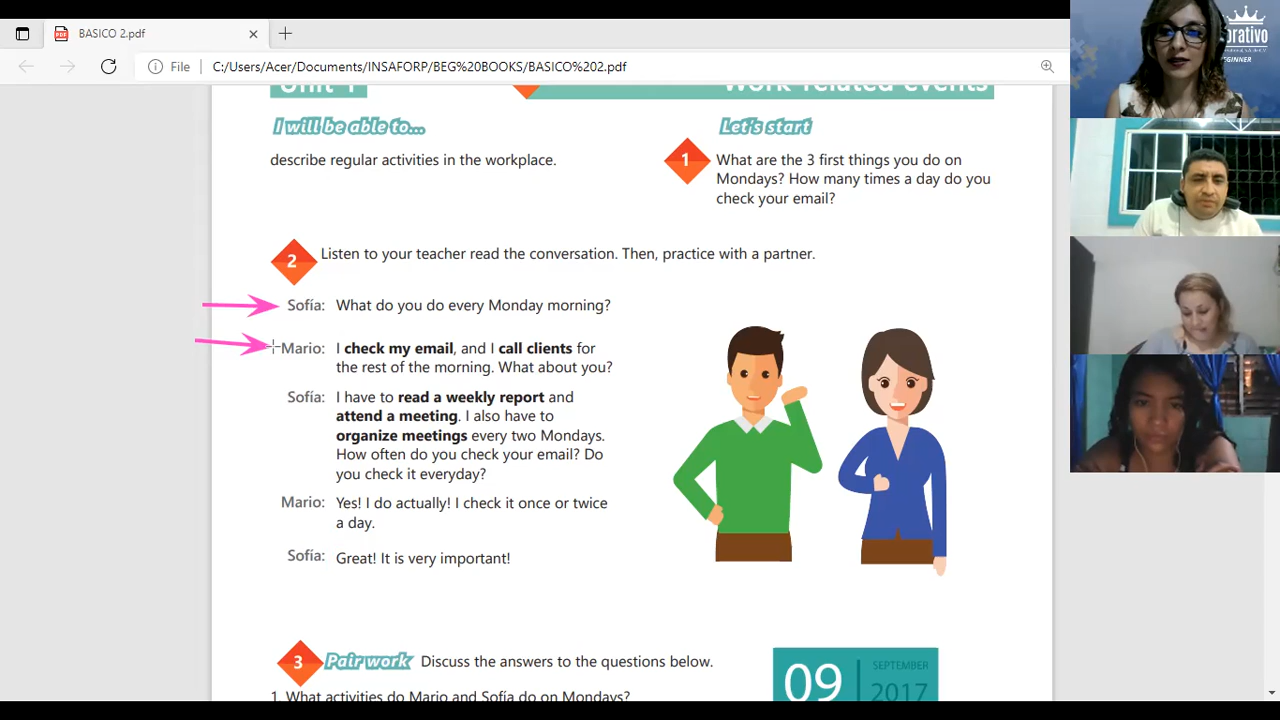 BASICO 2.pdf
File
C:/Users/Acer/Documents/INSAFORP/BEG%20BOOKS/BASICO%202.pdf
orativo
GINNER
Unit 1
Work related events
I will be able to...
Let's start
describe regular activities in the workplace.
1
What are the 3 first things you do on
Mondays? How many times a day do you
check your email?
2
Listen to your teacher read the conversation. Then, practice with a partner.
Sofía: What do you do every Monday morning?
Mario: I check my email, and I call clients for
the rest of the morning. What about you?
Sofía: I have to read a weekly report and
attend a meeting. I also have to
organize meetings every two Mondays.
How often do you check your email? Do
you check it everyday?
Mario: Yes! I do actually! I check it once or twice
a day.
Sofía: Great! It is very important!
3
Pair work Discuss the answers to the questions below.
1. What activities do Mario and Sofía do on Mondays?
09
SEPTEMBER
2017